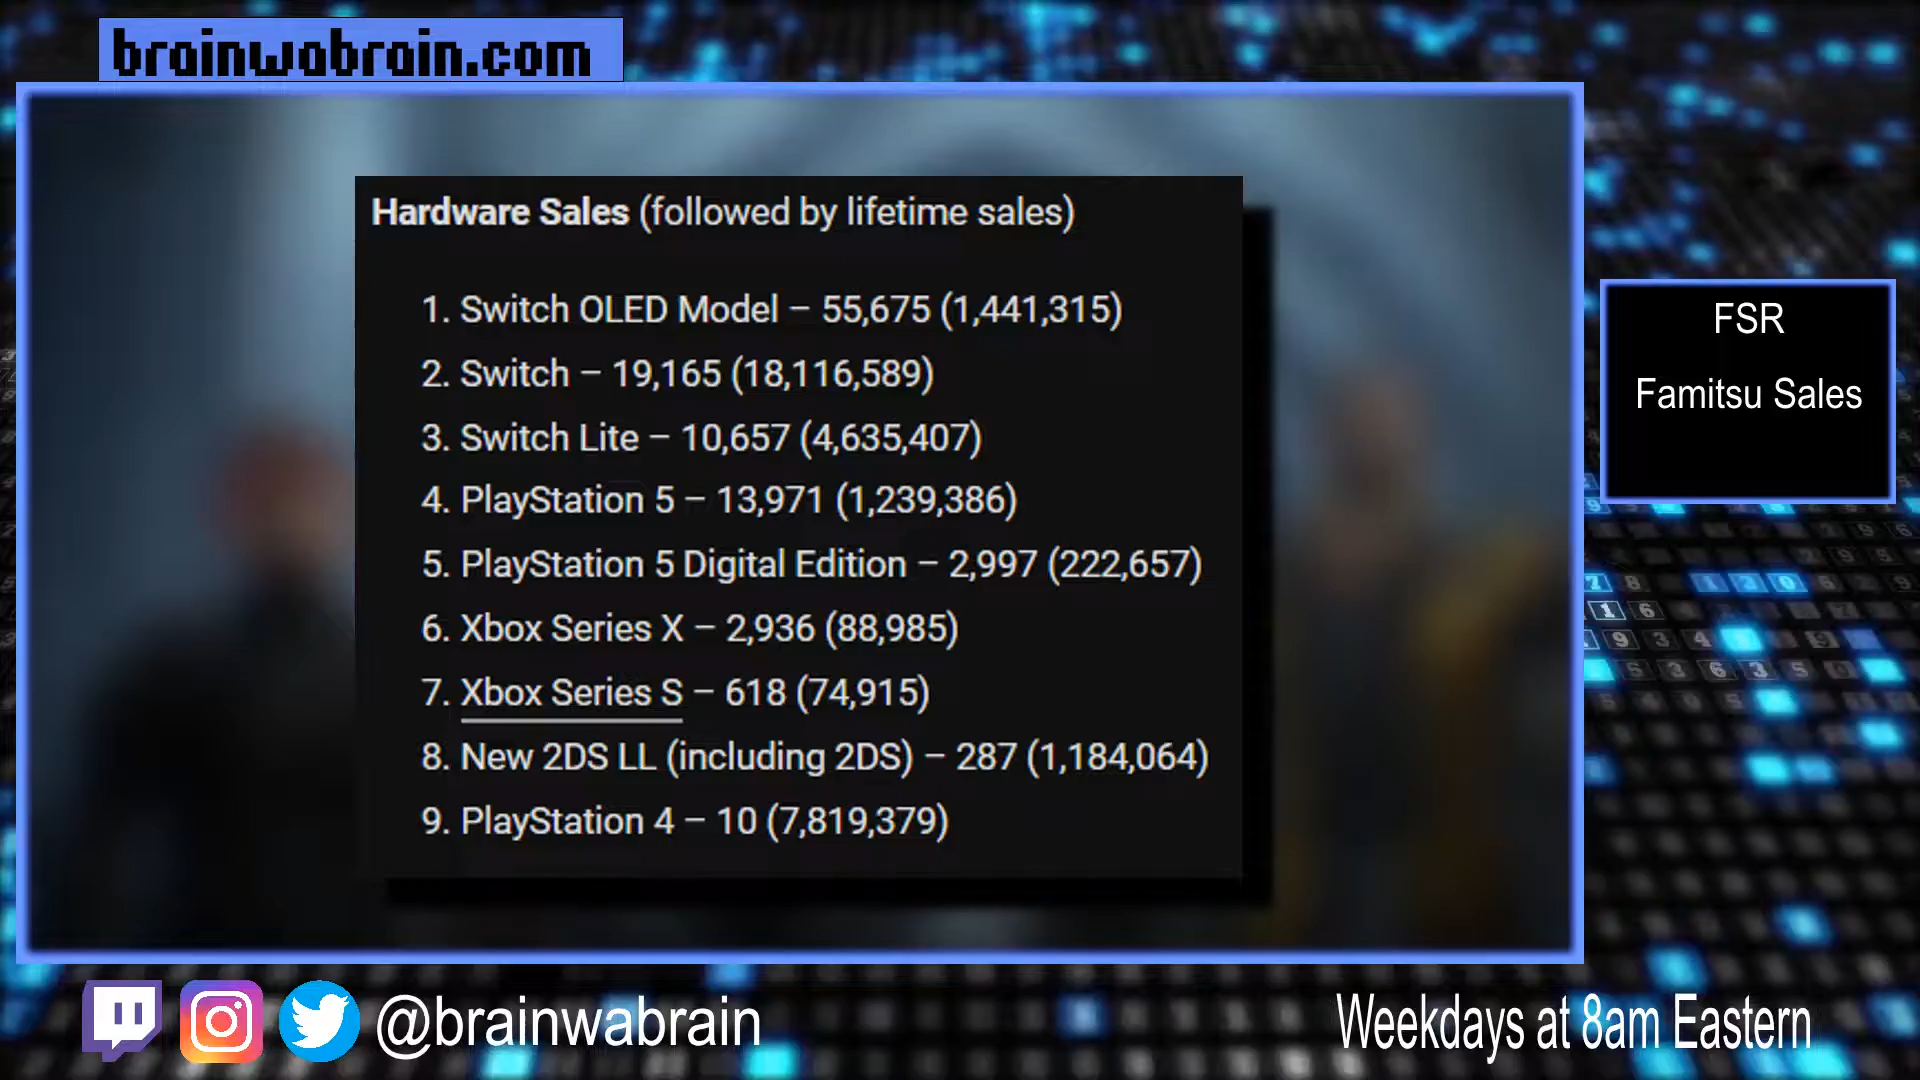 brainwabrain.com
Hardware Sales (followed by lifetime sales)
1. Switch OLED Model – 55,675 (1,441,315)
2. Switch – 19,165 (18,116,589)
3. Switch Lite – 10,657 (4,635,407)
4. PlayStation 5 – 13,971 (1,239,386)
5. PlayStation 5 Digital Edition – 2,997 (222,657)
6. Xbox Series X – 2,936 (88,985)
7. Xbox Series S – 618 (74,915)
8. New 2DS LL (including 2DS) – 287 (1,184,064)
9. PlayStation 4 – 10 (7,819,379)
FSR
Famitsu Sales
@brainwabrain
Weekdays at 8am Eastern